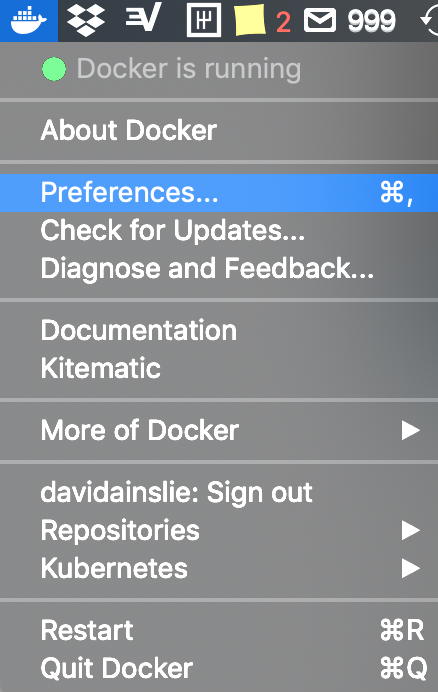 2 999
Docker is running
About Docker
Preferences... ⌘,
Check for Updates...
Diagnose and Feedback...
Documentation
Kitematic
More of Docker
davidainslie: Sign out
Repositories
Kubernetes
Restart ⌘R
Quit Docker ⌘Q